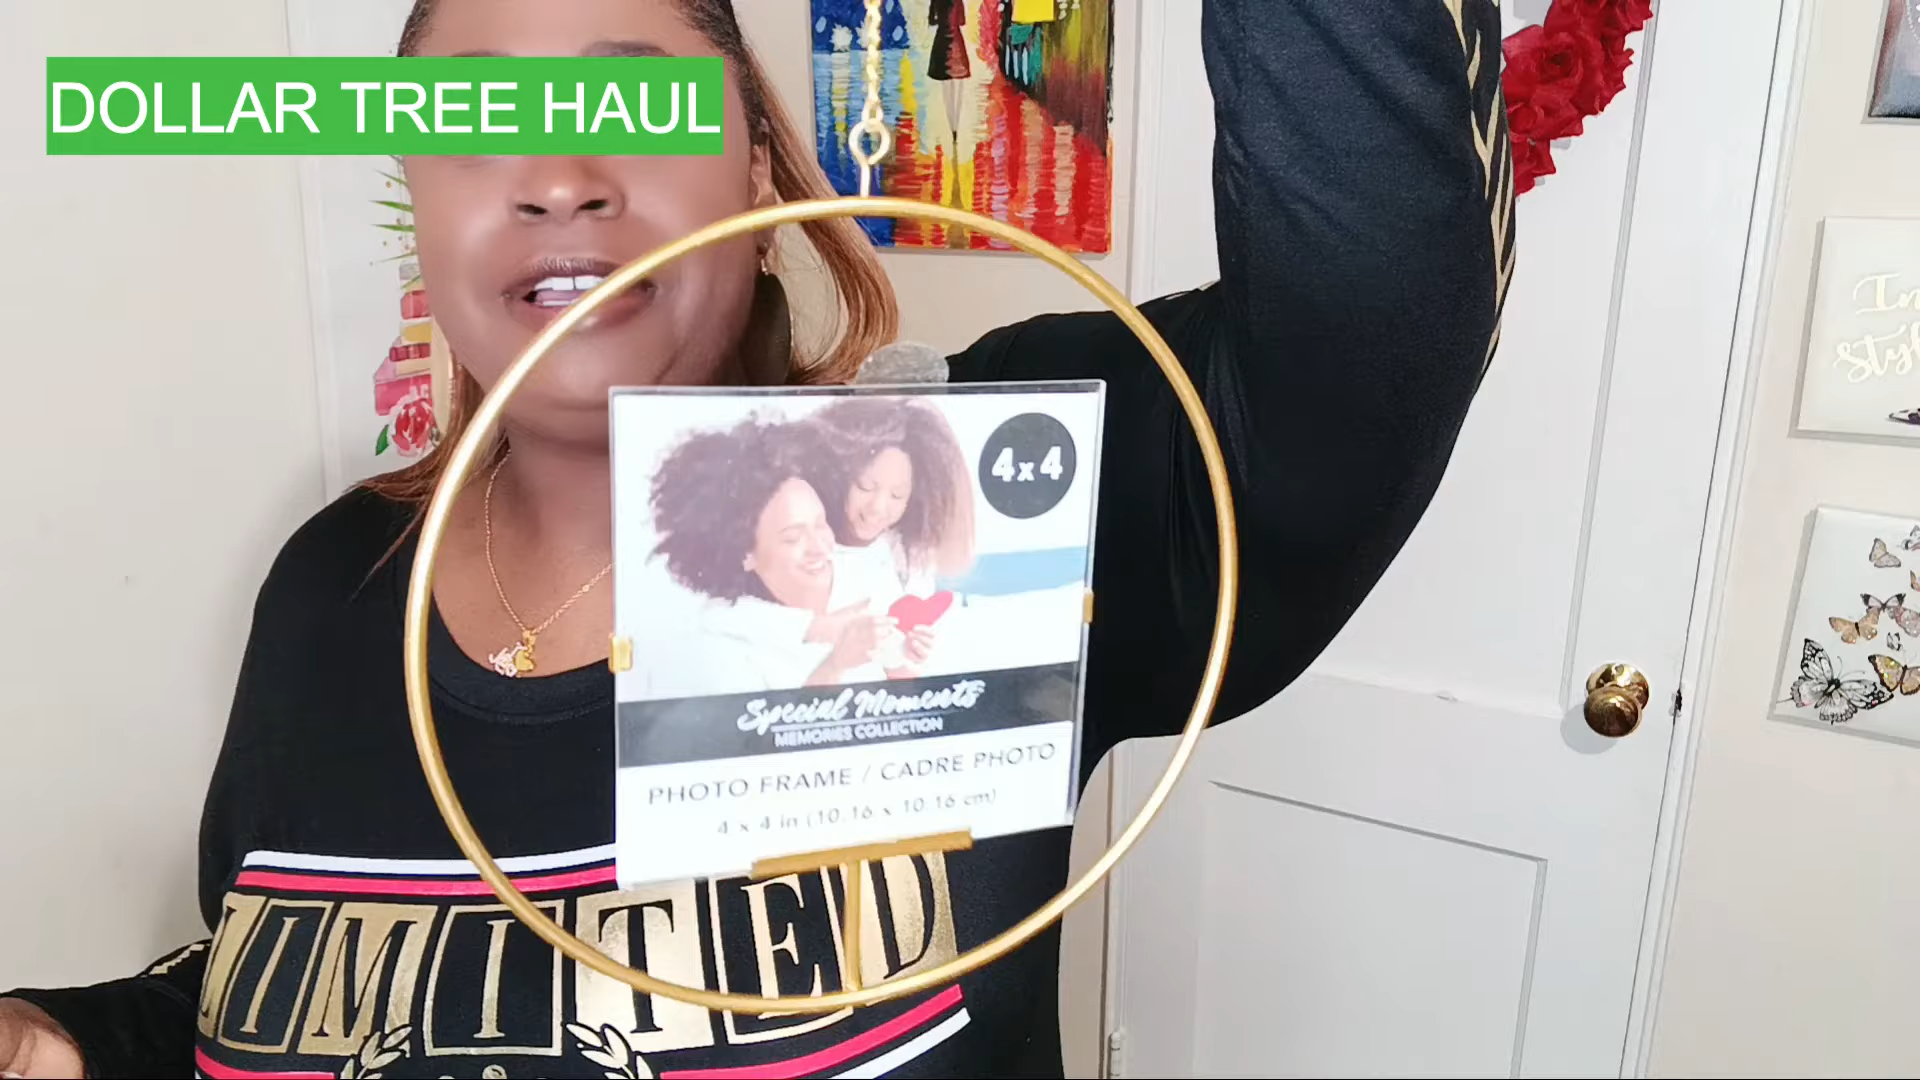 DOLLAR TREE HAUL
In
4x4
Special Moments
MEMORIES COLLECTION
PHOTO FRAME / CADRE PHOTO
4 x 4 in (10.16 x 10.16 cm)
LIMITED